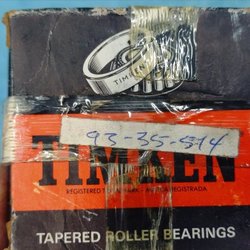 TIMKEN
93-35-514
TIMKEN
REGISTERED TRADEMARK · MARCA REGISTRADA
TAPERED ROLLER BEARINGS